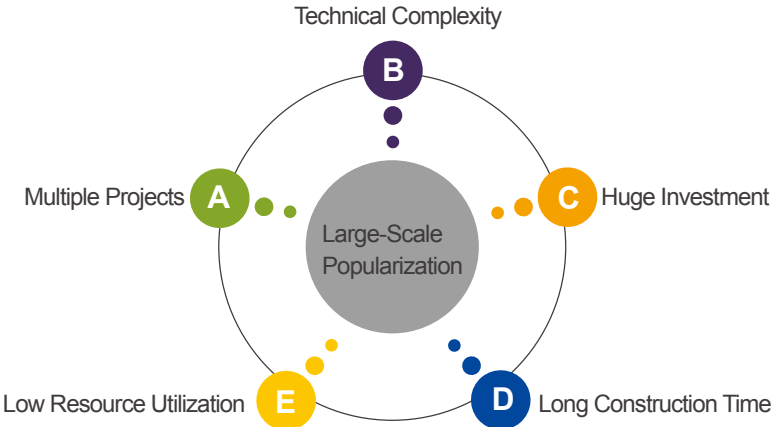 Technical Complexity
B
Multiple Projects
A
C
Huge Investment
Large-Scale
Popularization
Low Resource Utilization
E
D
Long Construction Time